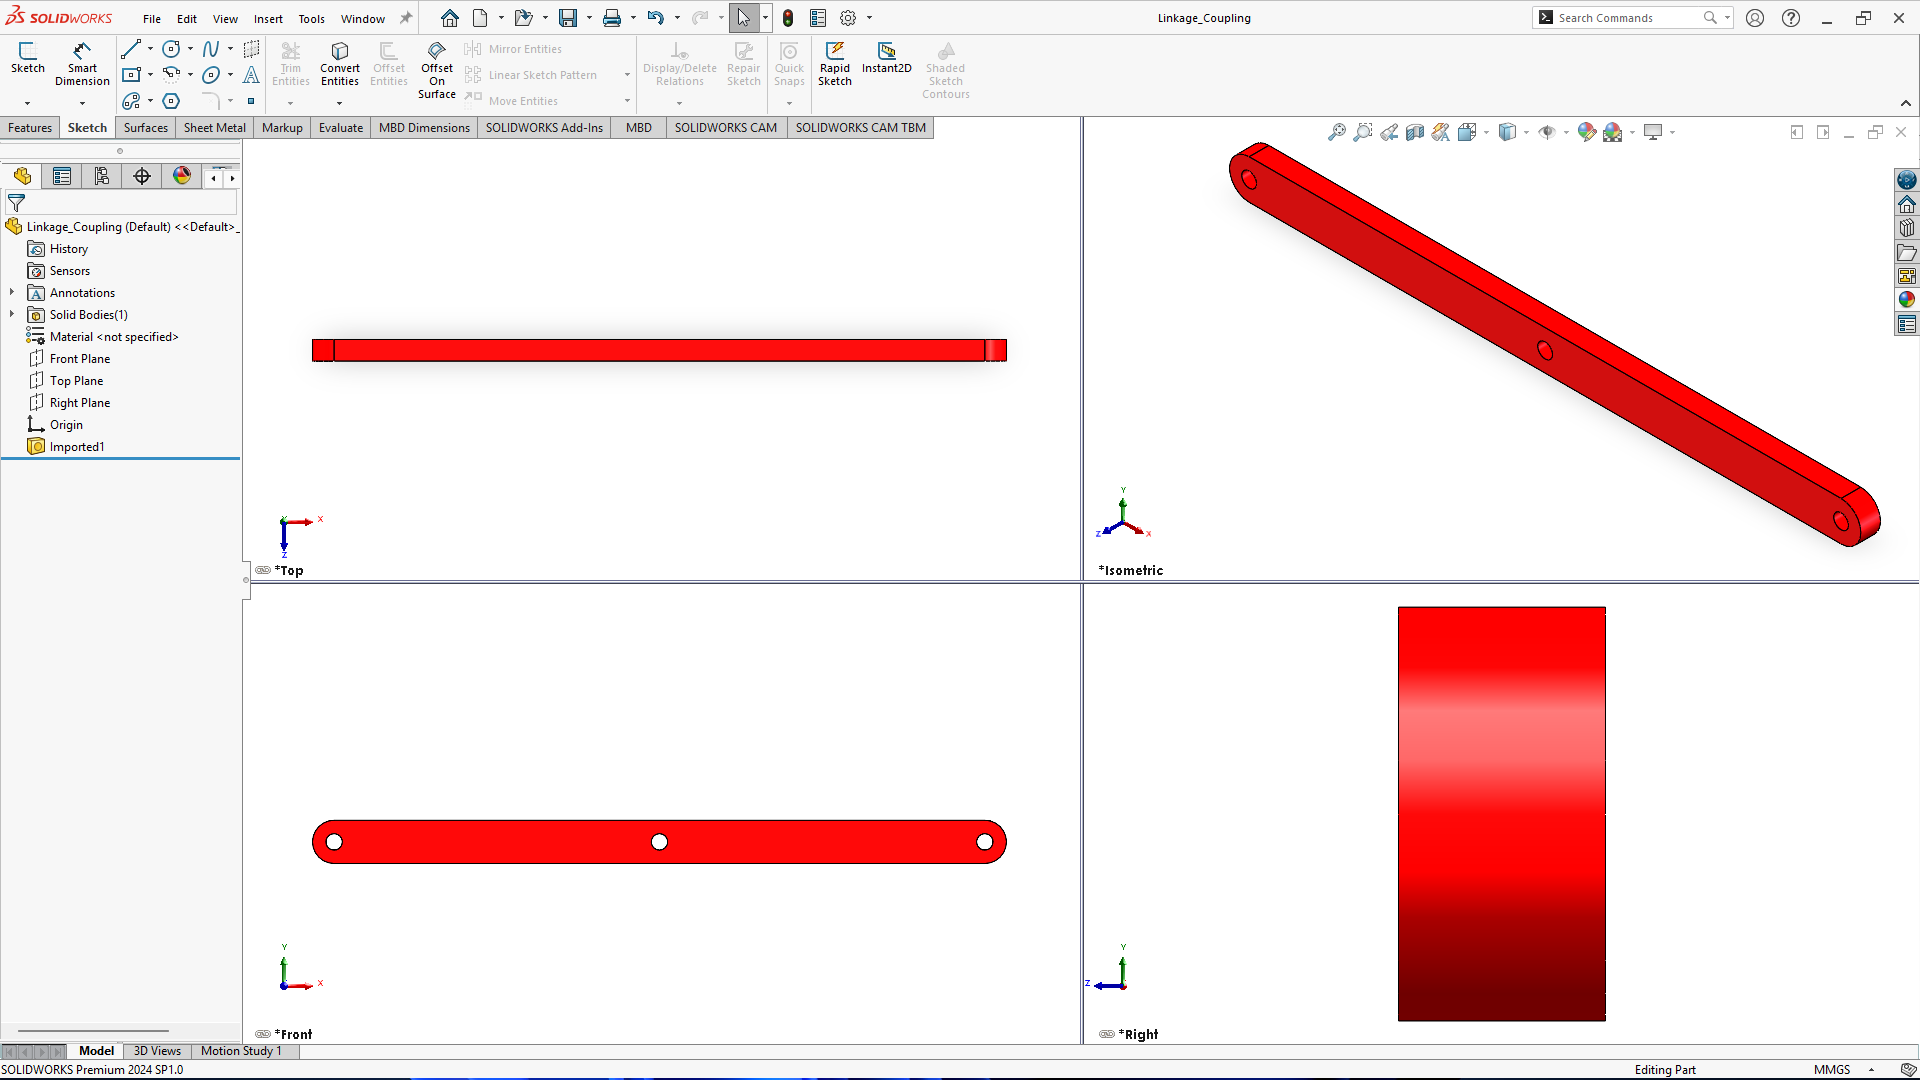 SOLIDWORKS File Edit View Insert Tools Window Linkage_Coupling Search Commands
Sketch
Smart Dimension
Trim Entities
Convert Entities
Offset Entities
Offset On Surface
Mirror Entities
Linear Sketch Pattern
Move Entities
Display/Delete Relations
Repair Sketch
Quick Snaps
Rapid Sketch
Instant2D
Shaded Sketch Contours
Features Sketch Surfaces Sheet Metal Markup Evaluate MBD Dimensions SOLIDWORKS Add-Ins MBD SOLIDWORKS CAM SOLIDWORKS CAM TBM
Linkage_Coupling (Default) <<Default>_
History
Sensors
Annotations
Solid Bodies(1)
Material <not specified>
Front Plane
Top Plane
Right Plane
Origin
Imported1
X
Z
*Top
Y
Z
X
*Isometric
Y
X
*Front
Y
Z
*Right
Model 3D Views Motion Study 1
SOLIDWORKS Premium 2024 SP1.0 Editing Part MMGS